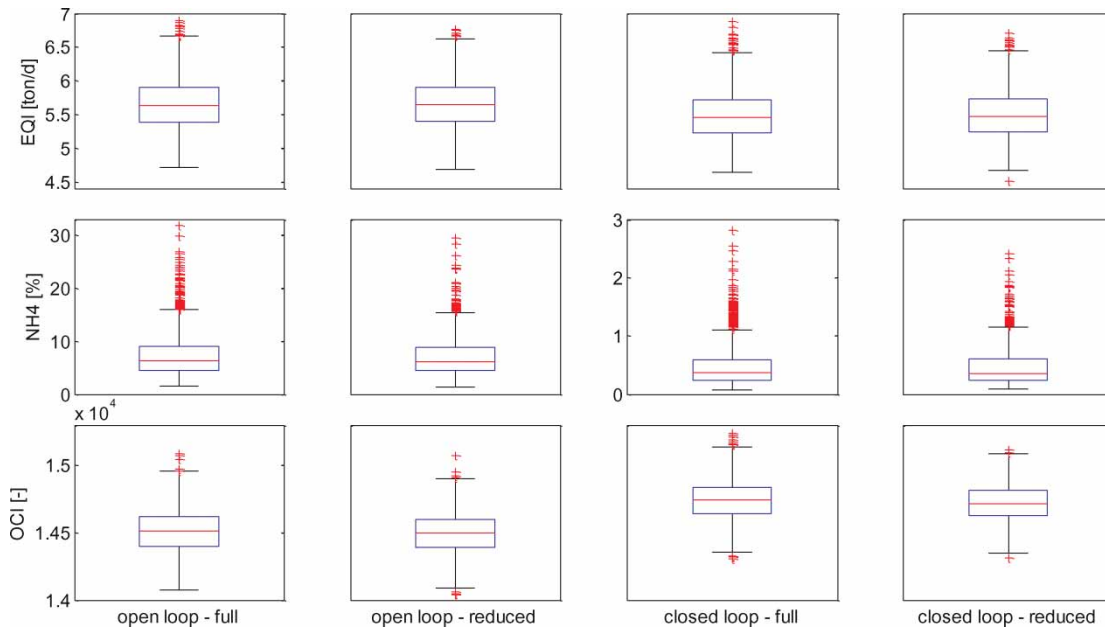 7
6.5
6
5.5
5
4.5
EQI [ton/d]
30
20
10
0
NH4 [%]
3
2
1
0
x 10^4
1.5
1.45
1.4
OCI [-]
open loop - full
open loop - reduced
closed loop - full
closed loop - reduced